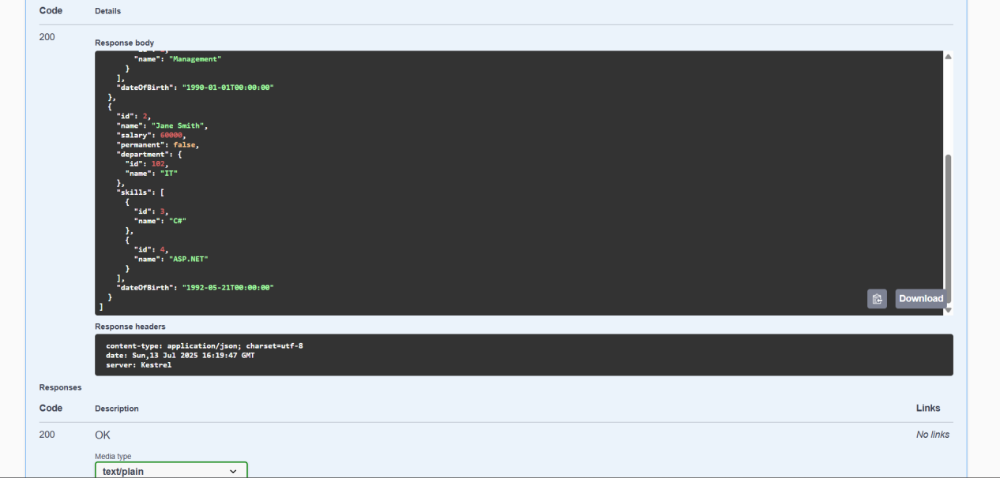 Code Details
200
Response body
"name": "Management"
}
],
"dateOfBirth": "1990-01-01T00:00:00"
},
{
"id": 2,
"name": "Jane Smith",
"salary": 60000,
"permanent": false,
"department": {
"id": 102,
"name": "IT"
},
"skills": [
{
"id": 3,
"name": "C#"
},
{
"id": 4,
"name": "ASP.NET"
}
],
"dateOfBirth": "1992-05-21T00:00:00"
}
]
Download
Response headers
content-type: application/json; charset=utf-8
date: Sun,13 Jul 2025 16:19:47 GMT
server: Kestrel
Responses
Code Description Links
200 OK No links
Media type
text/plain